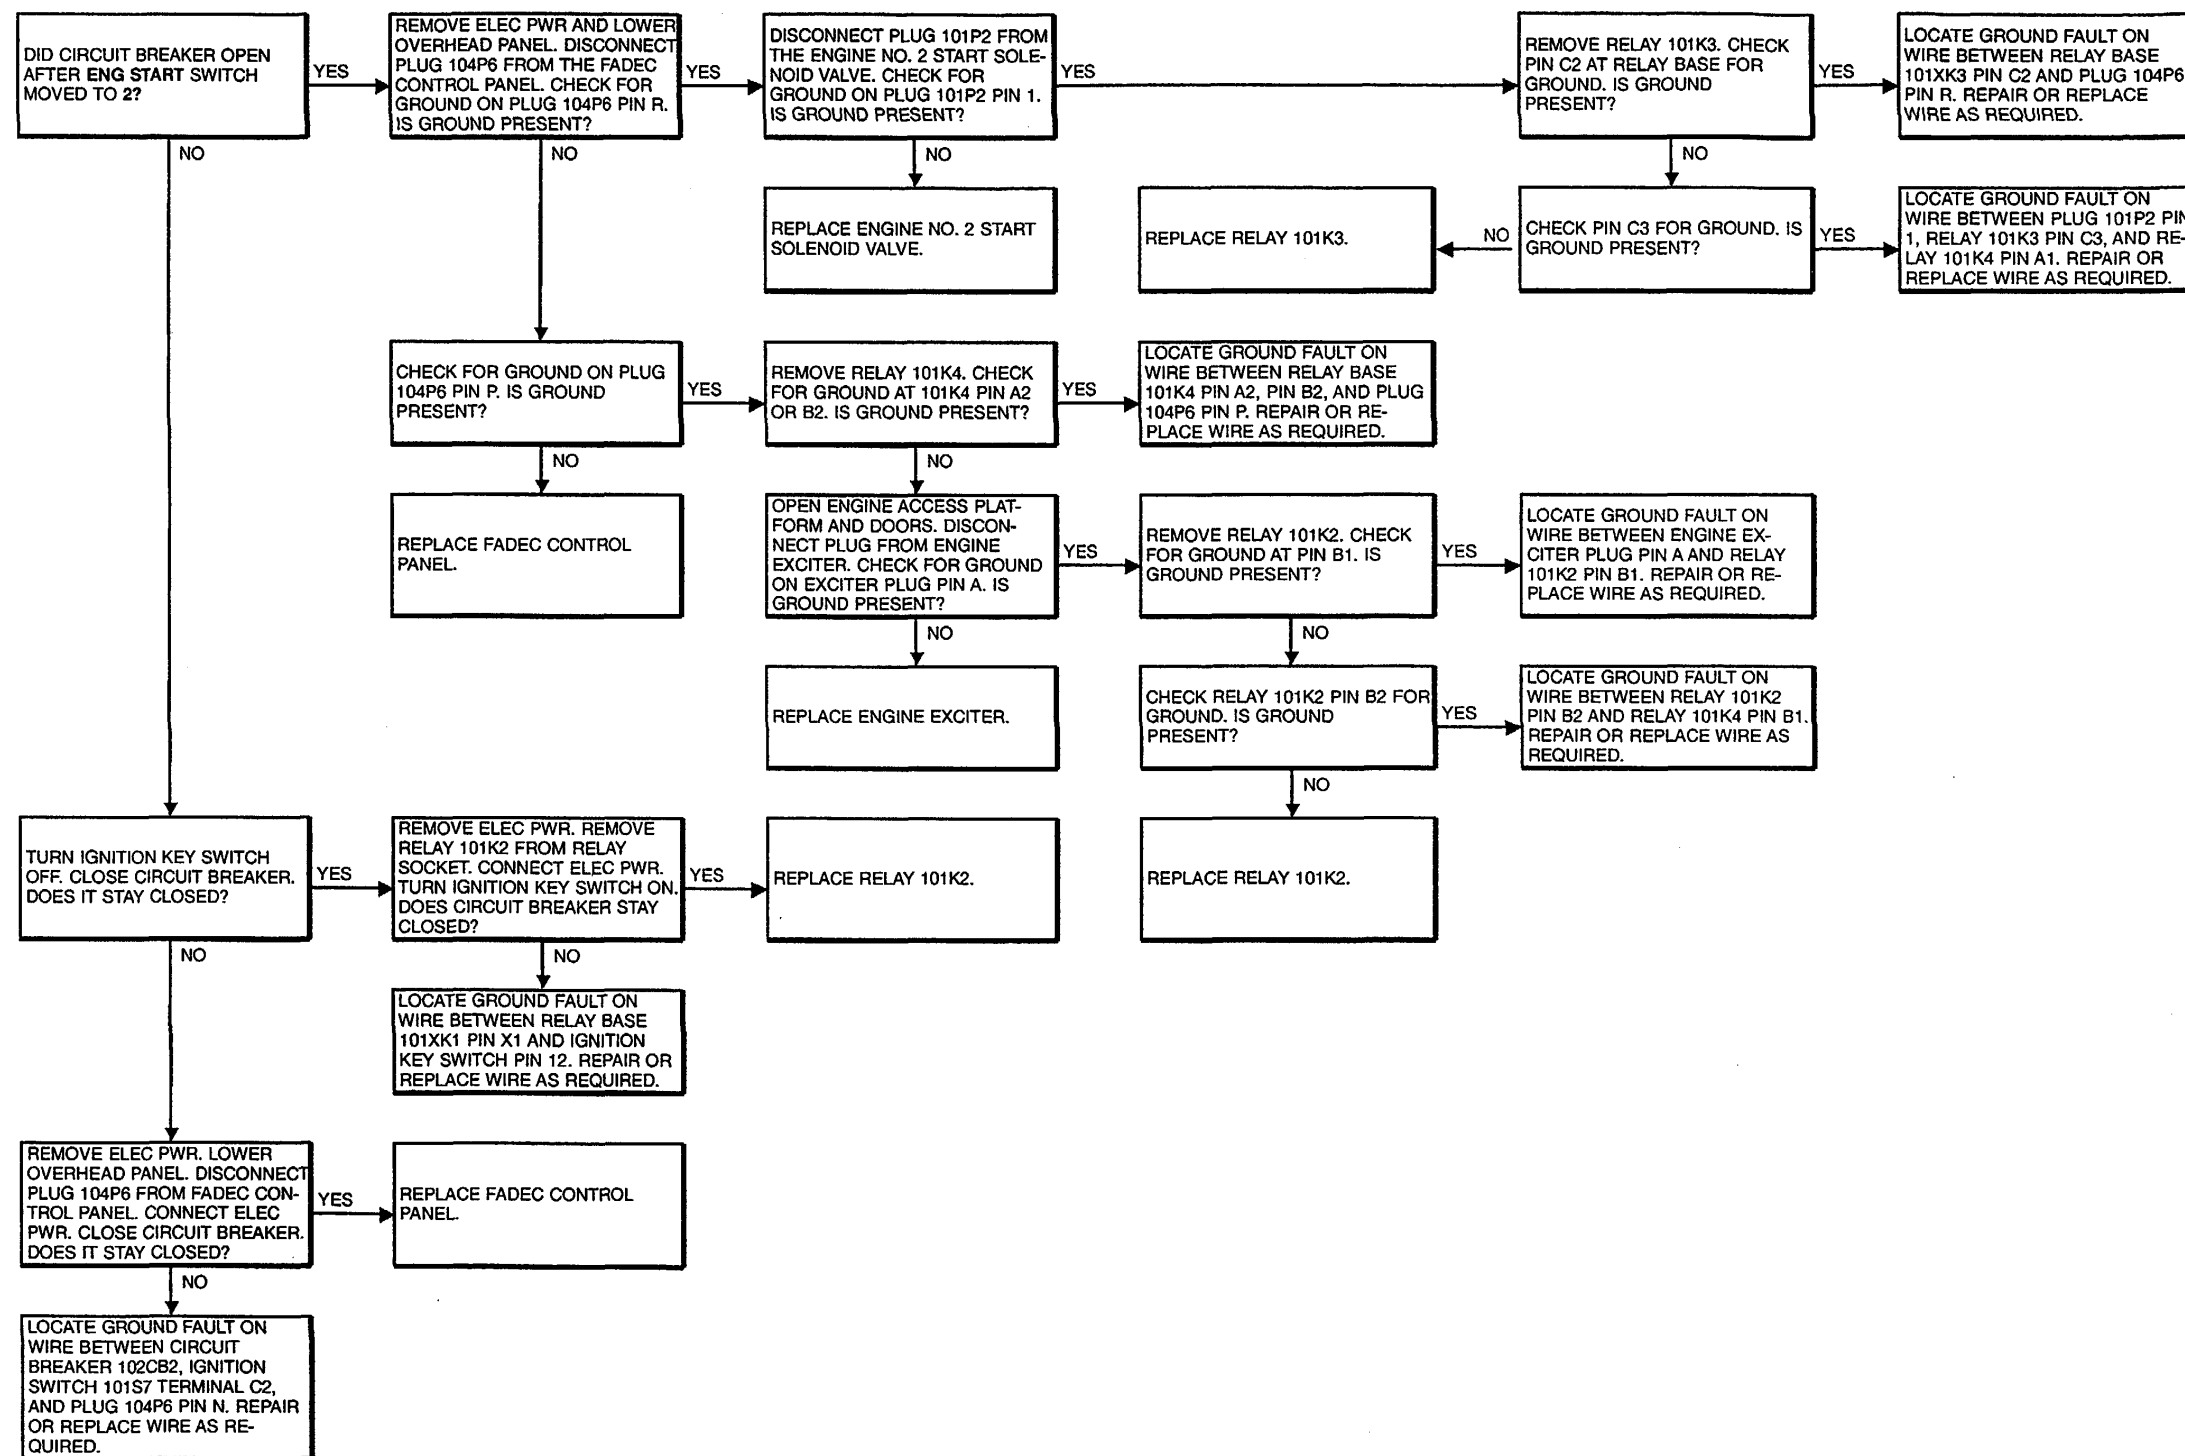 DID CIRCUIT BREAKER OPEN
AFTER ENG START SWITCH
MOVED TO 2?
YES
NO
REMOVE ELEC PWR AND LOWER
OVERHEAD PANEL. DISCONNECT
PLUG 104P6 FROM THE FADEC
CONTROL PANEL. CHECK FOR
GROUND ON PLUG 104P6 PIN R.
IS GROUND PRESENT?
YES
NO
DISCONNECT PLUG 101P2 FROM
THE ENGINE NO. 2 START SOLE-
NOID VALVE. CHECK FOR
GROUND ON PLUG 101P2 PIN 1.
IS GROUND PRESENT?
YES
NO
REMOVE RELAY 101K3. CHECK
PIN C2 AT RELAY BASE FOR
GROUND. IS GROUND
PRESENT?
YES
NO
LOCATE GROUND FAULT ON
WIRE BETWEEN RELAY BASE
101XK3 PIN C2 AND PLUG 104P6
PIN R. REPAIR OR REPLACE
WIRE AS REQUIRED.
REPLACE ENGINE NO. 2 START
SOLENOID VALVE.
REPLACE RELAY 101K3.
NO
CHECK PIN C3 FOR GROUND. IS
GROUND PRESENT?
YES
LOCATE GROUND FAULT ON
WIRE BETWEEN PLUG 101P2 PIN
1, RELAY 101K3 PIN C3, AND RE-
LAY 101K4 PIN A1. REPAIR OR
REPLACE WIRE AS REQUIRED.
CHECK FOR GROUND ON PLUG
104P6 PIN P. IS GROUND
PRESENT?
YES
NO
REMOVE RELAY 101K4. CHECK
FOR GROUND AT 101K4 PIN A2
OR B2. IS GROUND PRESENT?
YES
NO
LOCATE GROUND FAULT ON
WIRE BETWEEN RELAY BASE
101K4 PIN A2, PIN B2, AND PLUG
104P6 PIN P. REPAIR OR RE-
PLACE WIRE AS REQUIRED.
REPLACE FADEC CONTROL
PANEL.
OPEN ENGINE ACCESS PLAT-
FORM AND DOORS. DISCON-
NECT PLUG FROM ENGINE
EXCITER. CHECK FOR GROUND
ON EXCITER PLUG PIN A. IS
GROUND PRESENT?
YES
NO
REMOVE RELAY 101K2. CHECK
FOR GROUND AT PIN B1. IS
GROUND PRESENT?
YES
NO
LOCATE GROUND FAULT ON
WIRE BETWEEN ENGINE EX-
CITER PLUG PIN A AND RELAY
101K2 PIN B1. REPAIR OR RE-
PLACE WIRE AS REQUIRED.
REPLACE ENGINE EXCITER.
CHECK RELAY 101K2 PIN B2 FOR
GROUND. IS GROUND
PRESENT?
YES
NO
LOCATE GROUND FAULT ON
WIRE BETWEEN RELAY 101K2
PIN B2 AND RELAY 101K4 PIN B1.
REPAIR OR REPLACE WIRE AS
REQUIRED.
TURN IGNITION KEY SWITCH
OFF. CLOSE CIRCUIT BREAKER.
DOES IT STAY CLOSED?
YES
NO
REMOVE ELEC PWR. REMOVE
RELAY 101K2 FROM RELAY
SOCKET. CONNECT ELEC PWR.
TURN IGNITION KEY SWITCH ON.
DOES CIRCUIT BREAKER STAY
CLOSED?
YES
NO
REPLACE RELAY 101K2.
REPLACE RELAY 101K2.
LOCATE GROUND FAULT ON
WIRE BETWEEN RELAY BASE
101XK1 PIN X1 AND IGNITION
KEY SWITCH PIN 12. REPAIR OR
REPLACE WIRE AS REQUIRED.
REMOVE ELEC PWR. LOWER
OVERHEAD PANEL. DISCONNECT
PLUG 104P6 FROM FADEC CON-
TROL PANEL. CONNECT ELEC
PWR. CLOSE CIRCUIT BREAKER.
DOES IT STAY CLOSED?
YES
NO
REPLACE FADEC CONTROL
PANEL.
LOCATE GROUND FAULT ON
WIRE BETWEEN CIRCUIT
BREAKER 102CB2, IGNITION
SWITCH 101S7 TERMINAL C2,
AND PLUG 104P6 PIN N. REPAIR
OR REPLACE WIRE AS RE-
QUIRED.